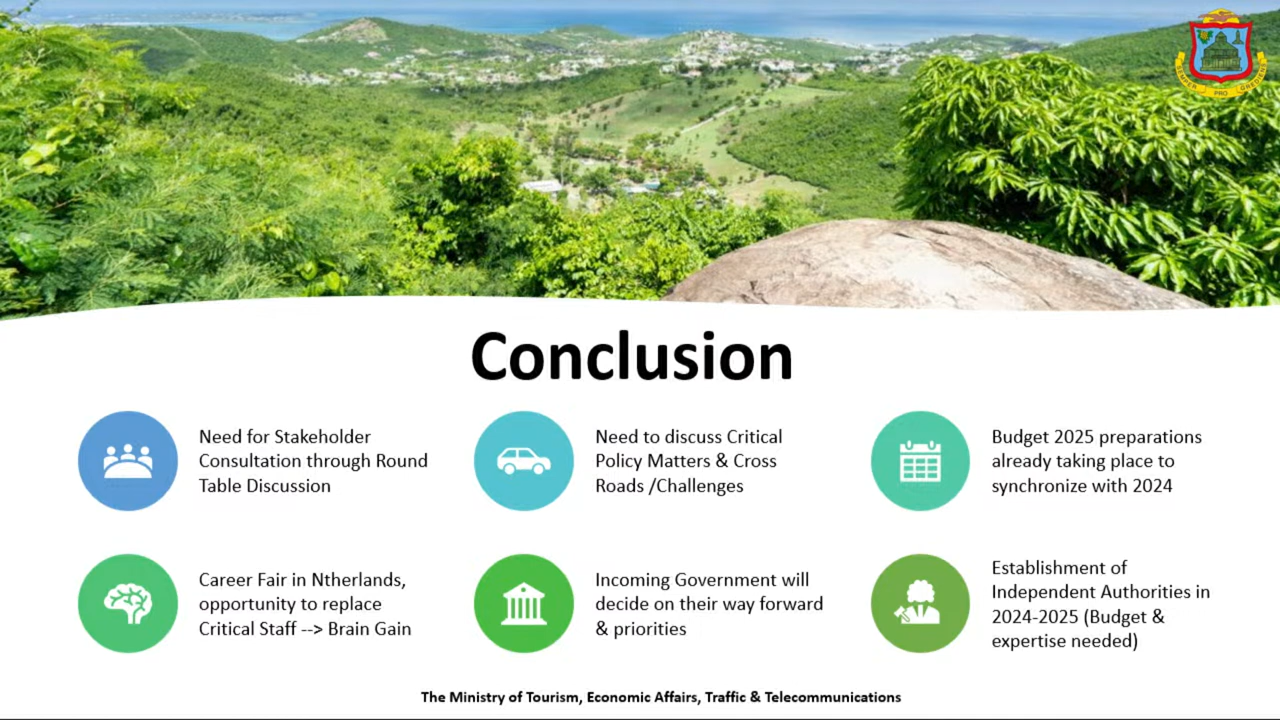 SEMPER PRO GREDIENS
Conclusion
Need for Stakeholder
Consultation through Round
Table Discussion
Need to discuss Critical
Policy Matters & Cross
Roads /Challenges
Budget 2025 preparations
already taking place to
synchronize with 2024
Career Fair in Ntherlands,
opportunity to replace
Critical Staff --> Brain Gain
Incoming Government will
decide on their way forward
& priorities
Establishment of
Independent Authorities in
2024-2025 (Budget &
expertise needed)
The Ministry of Tourism, Economic Affairs, Traffic & Telecommunications